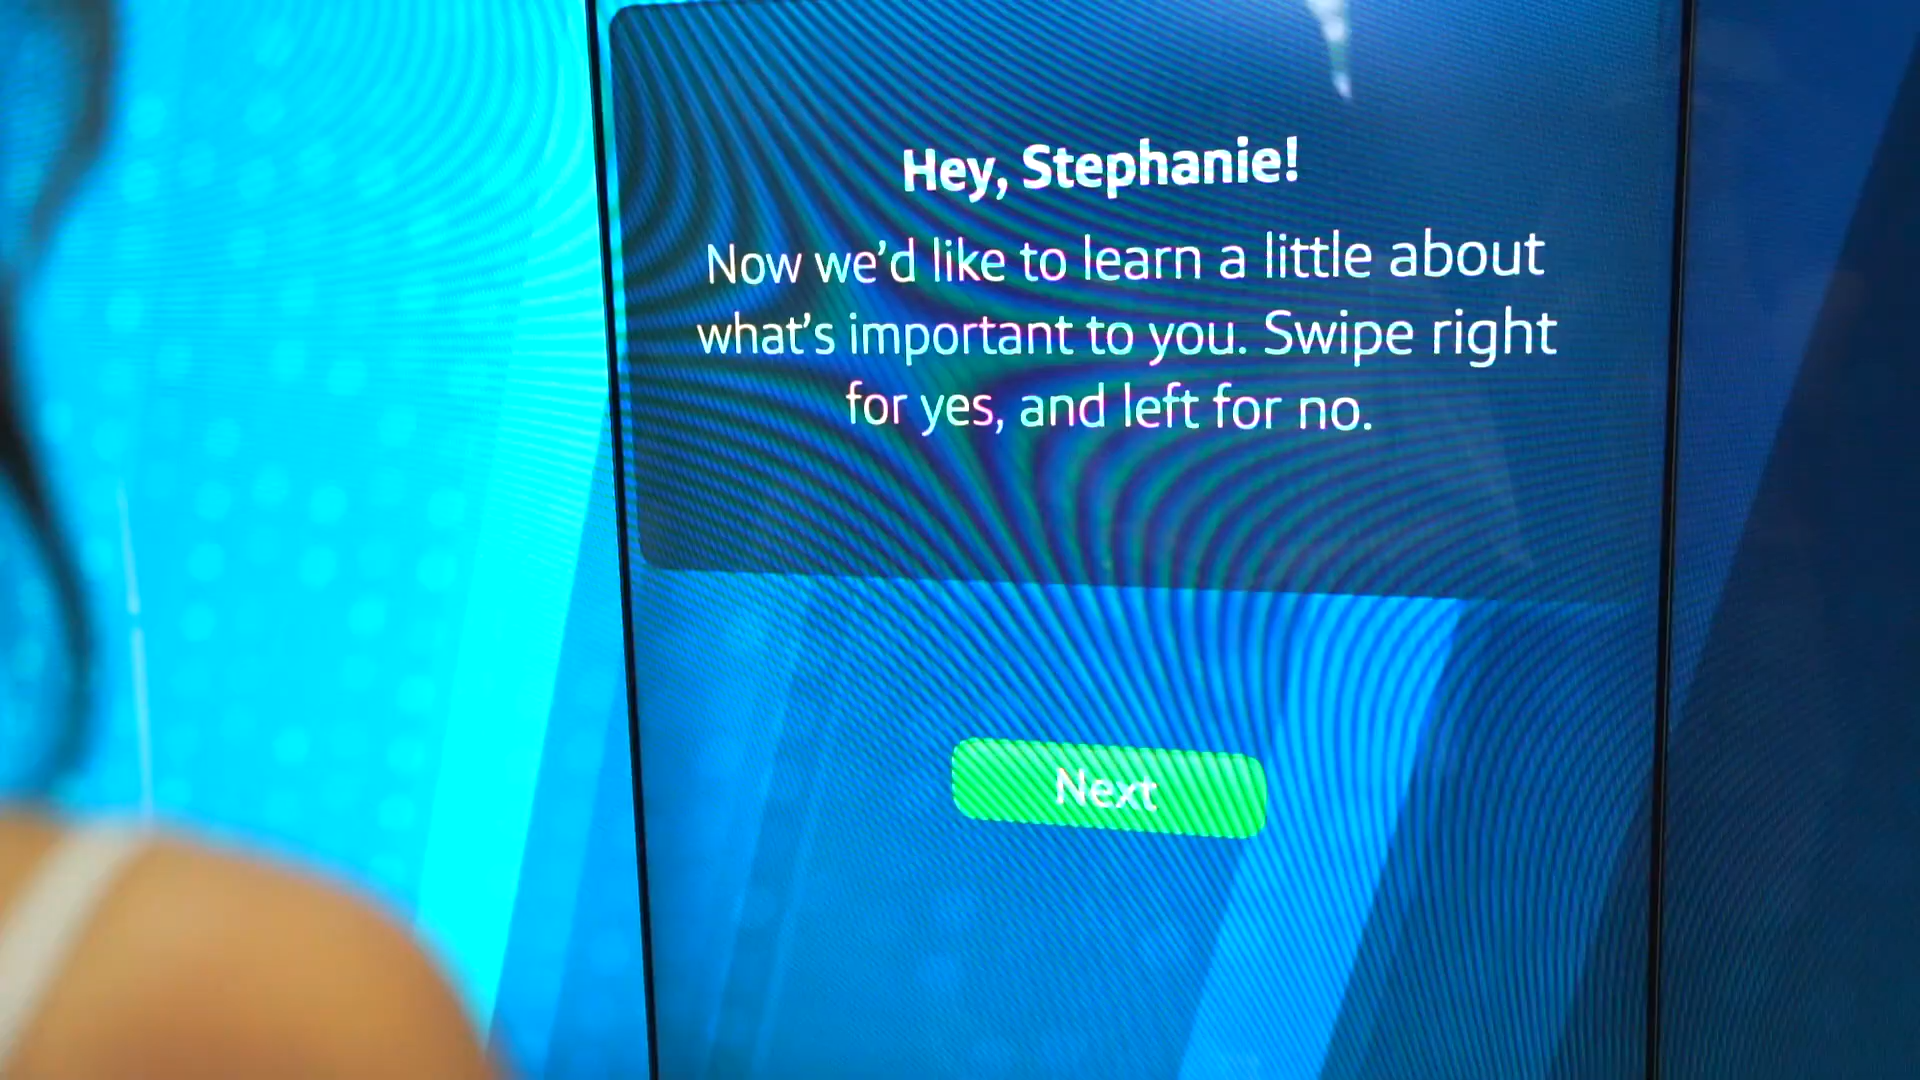 Hey, Stephanie!
Now we'd like to learn a little about
what's important to you. Swipe right
for yes, and left for no.
Next